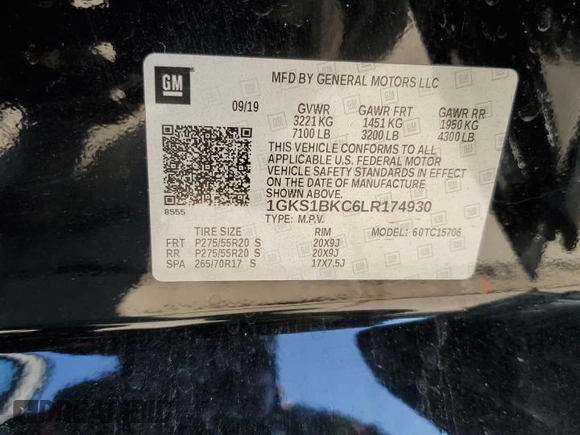 GM
MFD BY GENERAL MOTORS LLC
09/19 GVWR GAWR FRT GAWR RR
3221 KG 1451 KG 1950 KG
7100 LB 3200 LB 4300 LB
THIS VEHICLE CONFORMS TO ALL
APPLICABLE U.S. FEDERAL MOTOR
VEHICLE SAFETY STANDARDS IN
EFFECT ON THE DATE OF MANUFACTURE
SHOWN ABOVE.
8555
1GKS1BKC6LR174930
TYPE: M.P.V. MODEL: 60TC15706
TIRE SIZE RIM
FRT P275/55R20 S 20X9J
RR P275/55R20 S 20X9J
SPA 265/70R17 S 17X7.5J